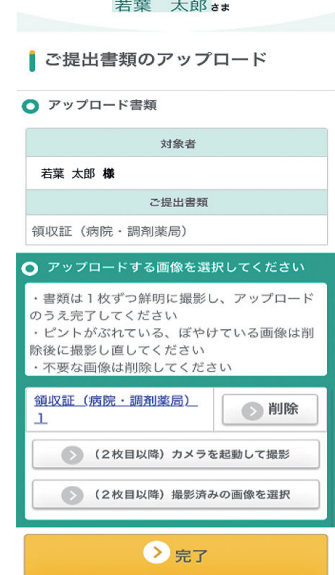 若葉 太郎 さま
ご提出書類のアップロード
アップロード書類
対象者
若葉 太郎 様
ご提出書類
領収証（病院・調剤薬局）
アップロードする画像を選択してください
・書類は１枚ずつ鮮明に撮影し、アップロード
のうえ完了してください
・ピントがぶれている、ぼやけている画像は削
除後に撮影し直してください
・不要な画像は削除してください
領収証（病院・調剤薬局）
１
削除
（２枚目以降）カメラを起動して撮影
（２枚目以降）撮影済みの画像を選択
完了